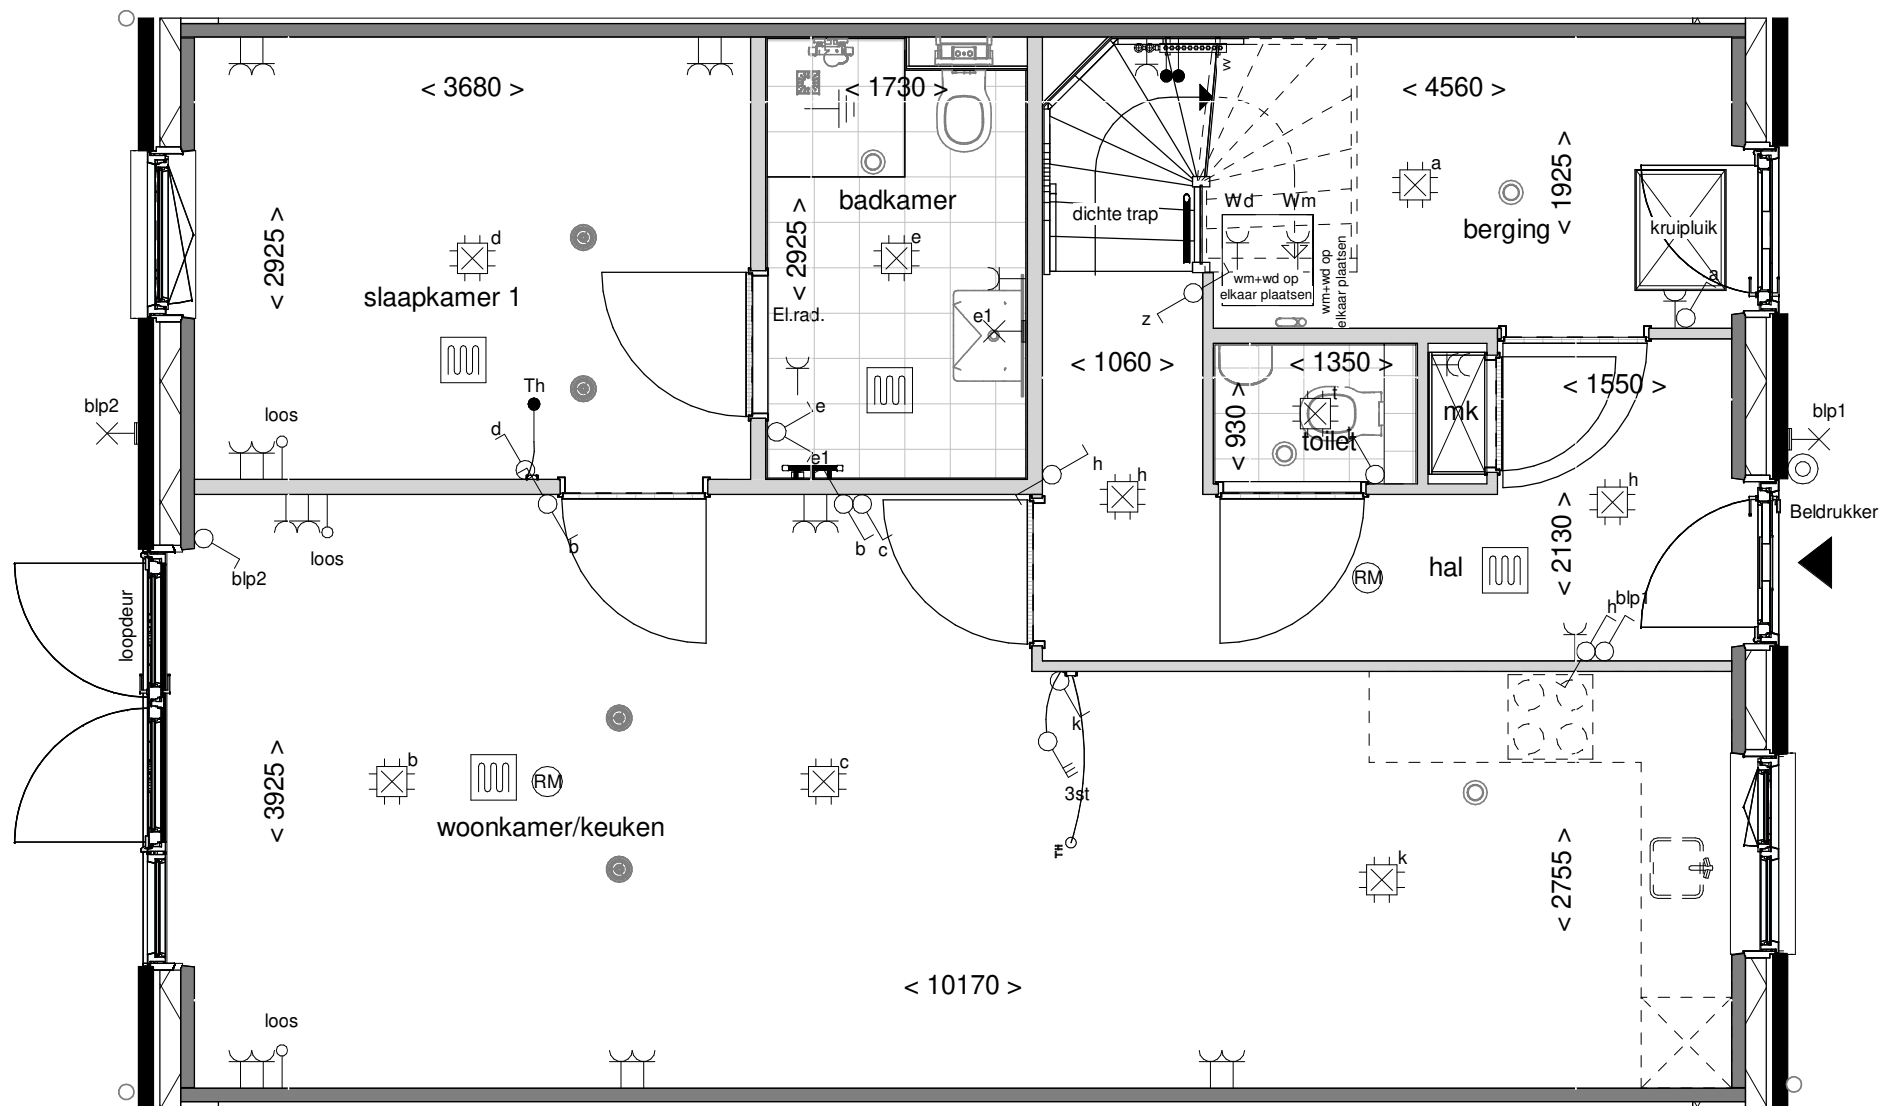 < 3680 >
< 1730 >
< 4560 >
w
a
< 1925 >
berging
kruipluik
a
badkamer
dichte trap
Wd
Wm
wm+wd op
elkaar plaatsen
wm+wd op
elkaar plaatsen
z
d
e
< 2925 >
< 2925 >
slaapkamer 1
El.rad.
e1
< 1060 >
< 1350 >
< 1550 >
Th
blp2
loos
d
e
e1
< 930 >
t
toilet
mk
blp1
h
h
h
Beldrukker
loos
blp2
b
b
c
RM
hal
< 2130 >
h
blp1
loopdeur
k
3st
TH
< 3925 >
b
RM
c
woonkamer/keuken
k
< 2755 >
< 10170 >
loos